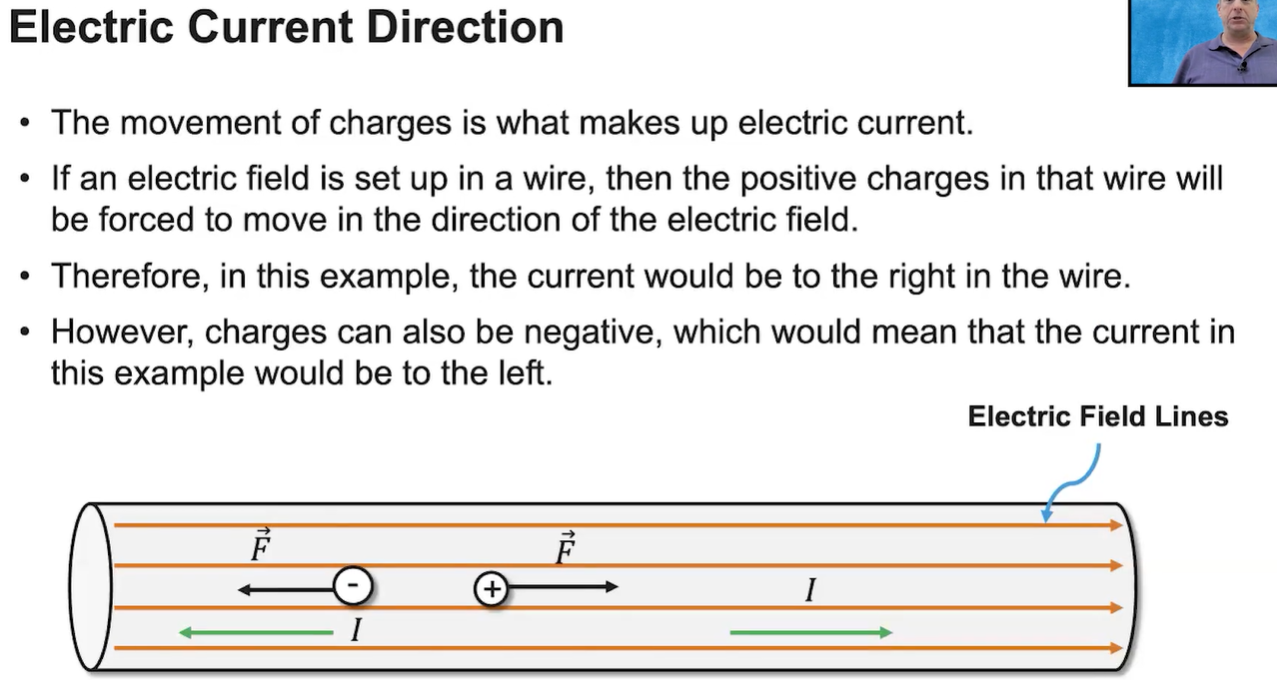 Electric Current Direction
• The movement of charges is what makes up electric current.
• If an electric field is set up in a wire, then the positive charges in that wire will
be forced to move in the direction of the electric field.
• Therefore, in this example, the current would be to the right in the wire.
• However, charges can also be negative, which would mean that the current in
this example would be to the left.
Electric Field Lines
F⃗ F⃗
- + I
I